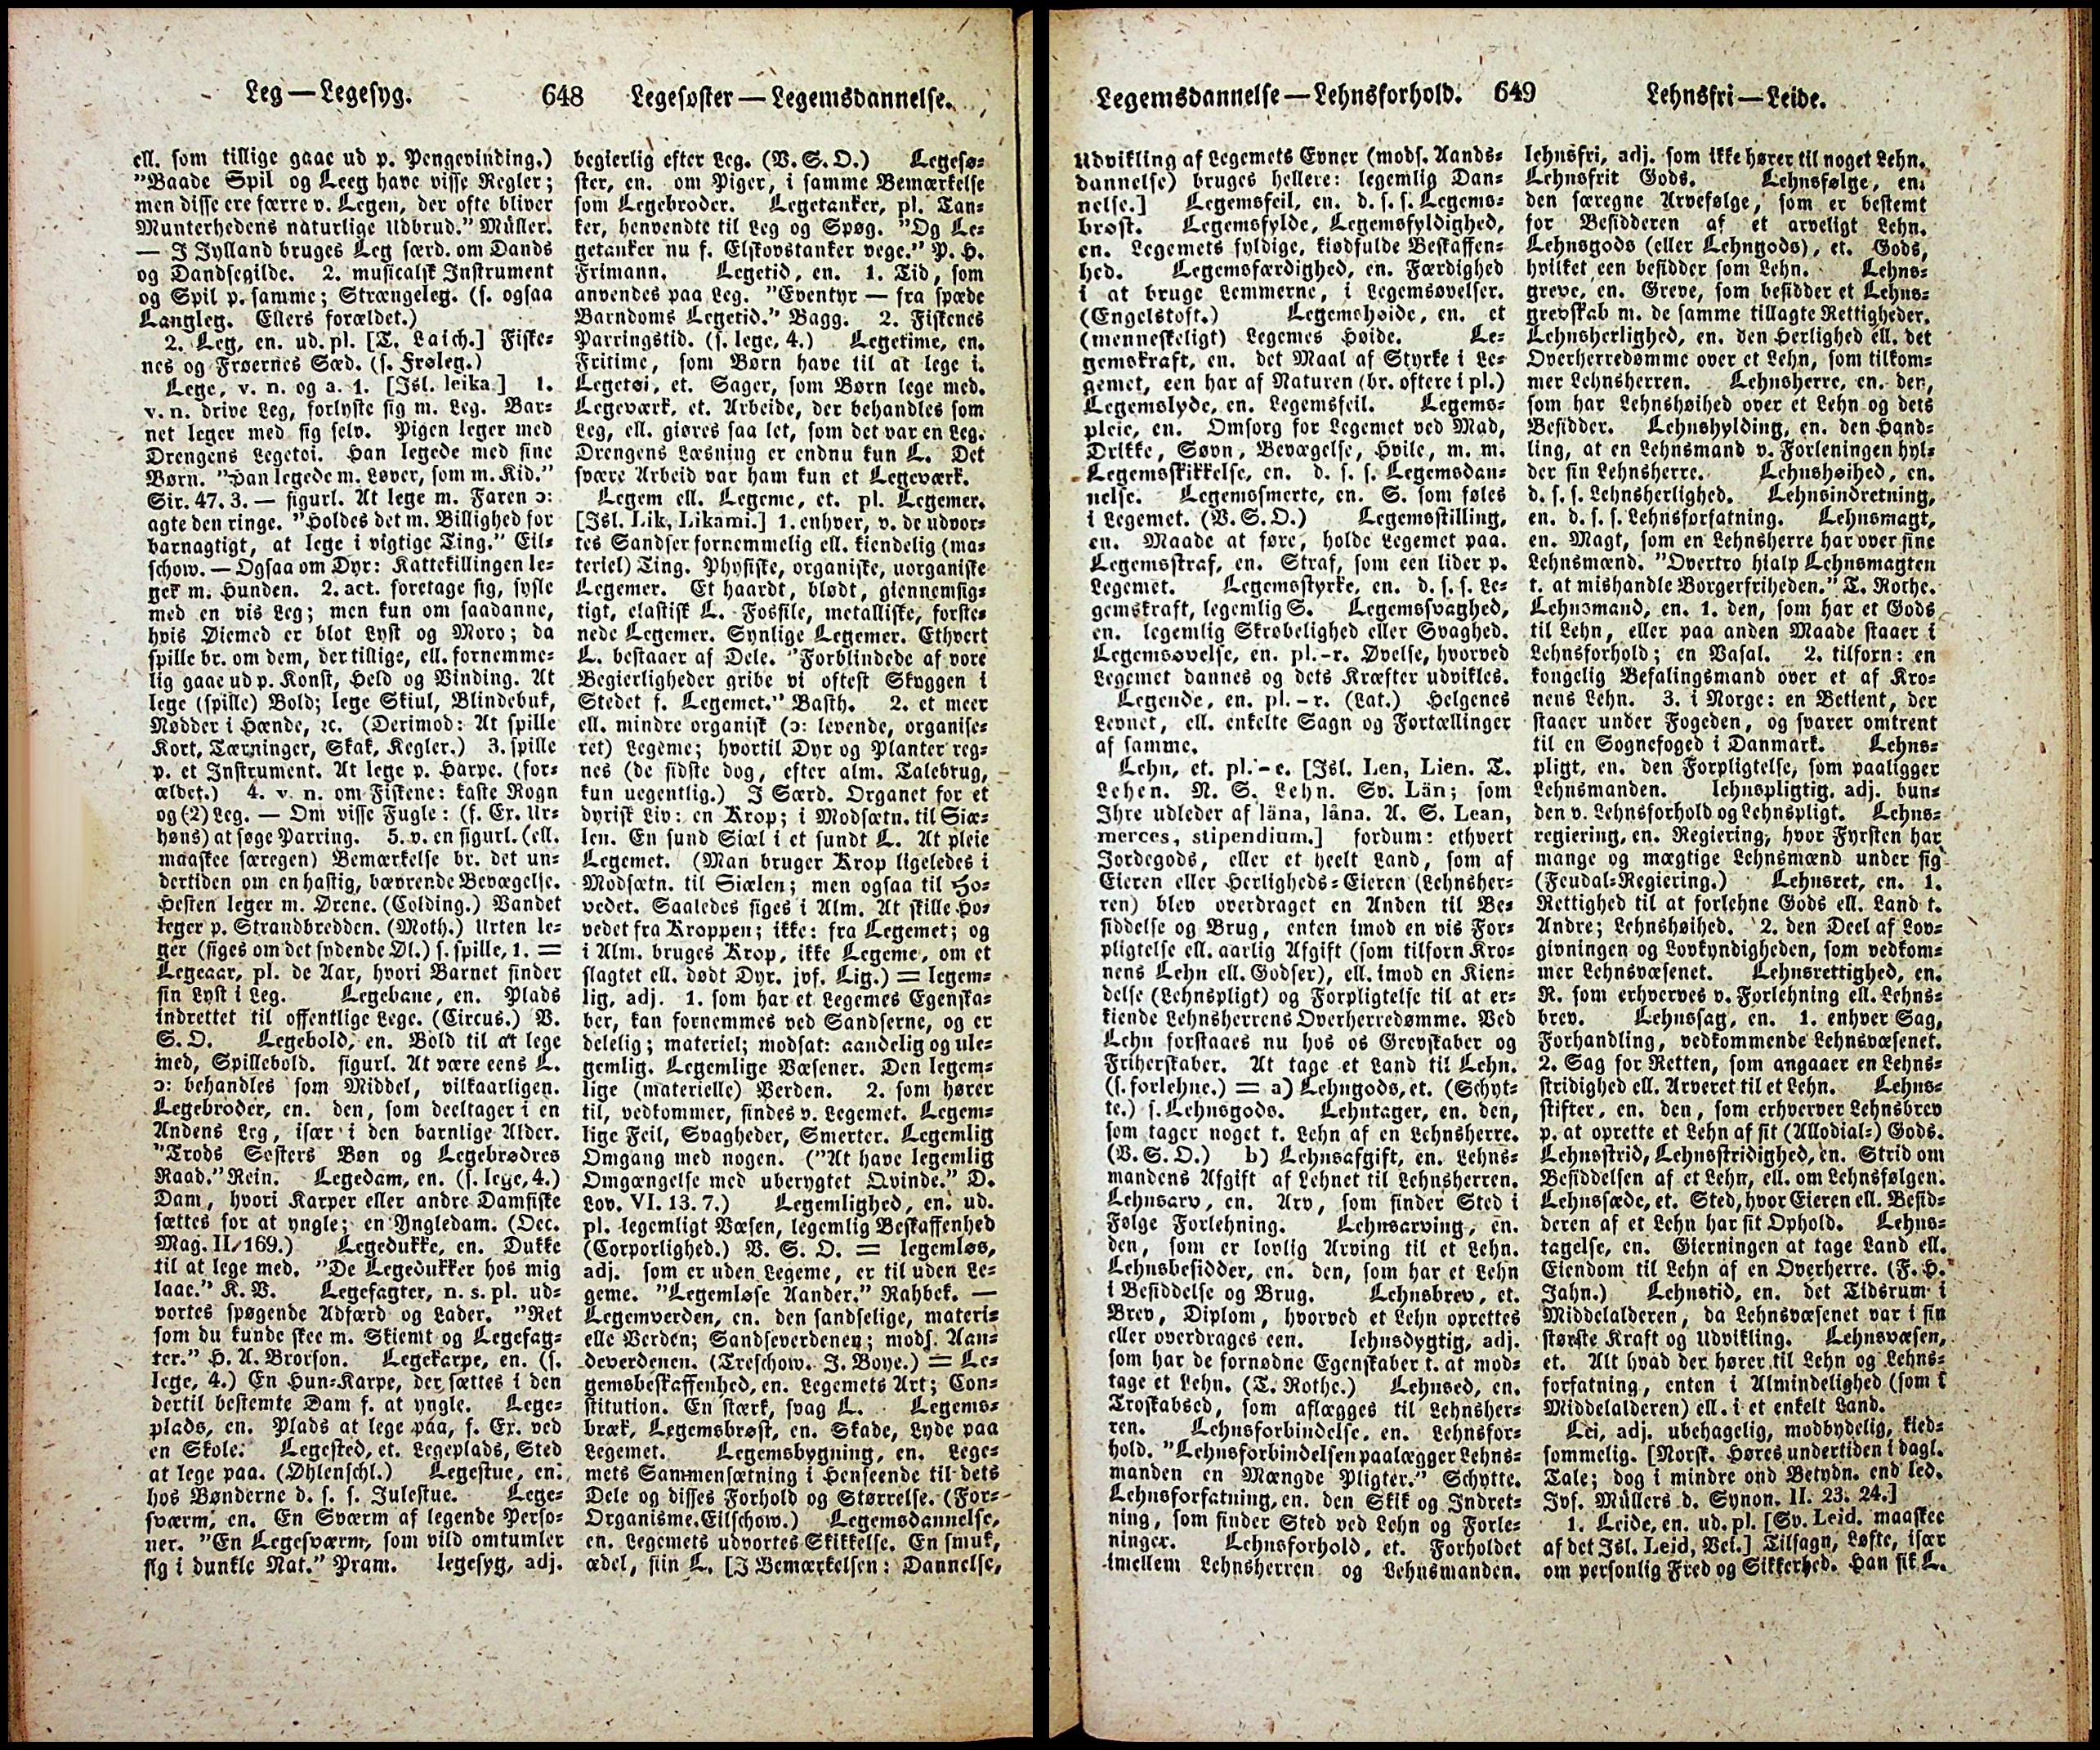 Leg — Legesyg.
648
Legesøster — Legemsdannelse.
ell. som tillige gaae ud p. Pengevinding.)
"Baade Spil og Leeg have visse Regler;
men disse ere færre v. Legen, der ofte bliver
Munterhedens naturlige Udbrud." Müller.
— I Jylland bruges Leg særd. om Dands
og Dandsegilde. 2. musicalsk Instrument
og Spil p. samme; Strængeleg. (s. ogsaa
Langleg. Ellers forældet.)
2. Leg, en. ud. pl. [T. Laich.] Fiske-
nes og Frøernes Sæd. (s. Frøleg.)
Lege, v. n. og a. 1. [Isl. leika.] 1.
v. n. drive Leg, forlyste sig m. Leg. Bar-
net leger med sig selv. Pigen leger med
Drengens Legetøi. Han legede med sine
Børn. "Han legede m. Løver, som m. Kid."
Sir. 47. 3. — figurl. At lege m. Faren ɔ:
agte den ringe. "Holdes det m. Billighed for
barnagtigt, at lege i vigtige Ting." Eil-
schow. — Ogsaa om Dyr: Kattekillingen le-
ger m. Hunden. 2. act. foretage sig, sysle
med en vis Leg; men kun om saadanne,
hvis Øiemed er blot Lyst og Moro; da
spille br. om dem, der tillige, ell. fornemme-
lig gaae ud p. Konst, Held og Vinding. At
lege (spille) Bold; lege Skiul, Blindebuk,
Nødder i Hænde, ꝛc. (Derimod: At spille
Kort, Tærninger, Skak, Kegler.) 3. spille
p. et Instrument. At lege p. Harpe. (for-
ældet.) 4. v. n. om Fiskene: kaste Rogn
og (2) Leg. — Om visse Fugle: (f. Ex. Ur-
høns) at søge Parring. 5. v. en figurl. (ell.
maaskee særegen) Bemærkelse br. det un-
dertiden om en hastig, bævrende Bevægelse.
Hesten leger m. Ørene. (Colding.) Vandet
leger p. Strandbredden. (Moth.) Urten le-
ger (siges om det sydende Øl.) s. spille, 1. =
Legeaar, pl. de Aar, hvori Barnet finder
sin Lyst i Leg. Legebane, en. Plads
indrettet til offentlige Lege. (Circus.) V.
S. O. Legebold, en. Bold til at lege
med, Spillebold. figurl. At være eens L.
ɔ: behandles som Middel, vilkaarligen.
Legebroder, en. den, som deeltager i en
Andens Leg, især i den barnlige Alder.
"Trods Søsters Bøn og Legebrødres
Raad." Rein. Legedam, en. (s. lege, 4.)
Dam, hvori Karper eller andre Damfiske
sættes for at yngle; en Yngledam. (Oec.
Mag. II. 169.) Legedukke, en. Dukke
til at lege med. "De Legedukker hos mig
laae." K. V. Legefagter, n. s. pl. ud-
vortes spøgende Adfærd og Lader. "Ret
som du kunde skee m. Skiemt og Legefag-
ter." H. A. Brorson. Legekarpe, en. (s.
lege, 4.) En Hun-Karpe, der sættes i den
dertil bestemte Dam f. at yngle. Lege-
plads, en. Plads at lege paa, f. Ex. ved
en Skole. Legested, et. Legeplads, Sted
at lege paa. (Øhlenschl.) Legestue, en.
hos Bønderne d. s. s. Julestue. Lege-
sværm, en. En Sværm af legende Perso-
ner. "En Legesværm, som vild omtumler
sig i dunkle Nat." Pram. legesyg, adj.
begierlig efter Leg. (V. S. O.) Legesø-
ster, en. om Piger, i samme Bemærkelse
som Legebroder. Legetanker, pl. Tan-
ker, henvendte til Leg og Spøg. "Og Le-
getanker nu f. Elskovstanker vege." P. H.
Frimann. Legetid, en. 1. Tid, som
anvendes paa Leg. "Eventyr — fra spæde
Barndoms Legetid." Bagg. 2. Fiskenes
Parringstid. (s. lege, 4.) Legetime, en.
Fritime, som Børn have til at lege i.
Legetøi, et. Sager, som Børn lege med.
Legeværk, et. Arbeide, der behandles som
Leg, ell. giøres saa let, som det var en Leg.
Drengens Læsning er endnu kun L. Det
svære Arbeid var ham kun et Legeværk.
Legem ell. Legeme, et. pl. Legemer.
[Isl. Lik, Likami.] 1. enhver, v. de udvor-
tes Sandser fornemmelig ell. kiendelig (ma-
teriel) Ting. Physiske, organiske, uorganiske
Legemer. Et haardt, blødt, giennemsig-
tigt, elastisk L. Fossile, metalliske, forste-
nede Legemer. Synlige Legemer. Ethvert
L. bestaaer af Dele. "Forblindede af vore
Begierligheder gribe vi oftest Skyggen i
Stedet f. Legemet." Basth. 2. et meer
ell. mindre organisk (ɔ: levende, organise-
ret) Legeme; hvortil Dyr og Planter reg-
nes (de sidste dog, efter alm. Talebrug,
kun uegentlig.) I Særd. Organet for et
dyrisk Liv: en Krop; i Modsætn. til Siæ-
len. En sund Siæl i et sundt L. At pleie
Legemet. (Man bruger Krop ligeledes i
Modsætn. til Siælen; men ogsaa til Ho-
vedet. Saaledes siges i Alm. At skille Ho-
vedet fra Kroppen; ikke: fra Legemet; og
i Alm. bruges Krop, ikke Legeme, om et
slagtet ell. dødt Dyr. jvf. Lig.) = legem-
lig, adj. 1. som har et Legemes Egenska-
ber, kan fornemmes ved Sandserne, og er
delelig; materiel; modsat: aandelig og ule-
gemlig. Legemlige Væsener. Den legem-
lige (materielle) Verden. 2. som hører
til, vedkommer, findes v. Legemet. Legem-
lige Feil, Svagheder, Smerter. Legemlig
Omgang med nogen. ("At have legemlig
Omgængelse med uberygtet Qvinde." D.
Lov. VI. 13. 7.) Legemlighed, en. ud.
pl. legemligt Væsen, legemlig Beskaffenhed
(Corporlighed.) V. S. O. = legemløs,
adj. som er uden Legeme, er til uden Le-
geme. "Legemløse Aander." Rahbek. —
Legemverden, en. den sandselige, materi-
elle Verden; Sandseverdenen; mods. Aan-
deverdenen. (Treschow. J. Boye.) = Le-
gemsbeskaffenhed, en. Legemets Art; Con-
stitution. En stærk, svag L. Legems-
bræk, Legemsbrøst, en. Skade, Lyde paa
Legemet. Legemsbygning, en. Lege-
mets Sammensætning i Henseende til dets
Dele og disses Forhold og Størrelse. (For-
Organisme. Eilschow.) Legemsdannelse,
en. Legemets udvortes Skikkelse. En smuk,
ædel, fiin L. [I Bemærkelsen: Dannelse,
Legemsdannelse — Lehnsforhold.
649
Lehnsfri — Leide.
Udvikling af Legemets Evner (mods. Aands-
dannelse) bruges hellere: legemlig Dan-
nelse.] Legemsfeil, en. d. s. s. Legems-
brøst. Legemsfylde, Legemsfyldighed,
en. Legemets fyldige, kiødfulde Beskaffen-
hed. Legemsfærdighed, en. Færdighed
i at bruge Lemmerne, i Legemsøvelser.
(Engelstoft.) Legemshøide, en. et
(menneskeligt) Legemes Høide. Le-
gemskraft, en. det Maal af Styrke i Le-
gemet, een har af Naturen (br. oftere i pl.)
Legemslyde, en. Legemsfeil. Legems-
pleie, en. Omsorg for Legemet ved Mad,
Drikke, Søvn, Bevægelse, Hvile, m. m.
Legemsskikkelse, en. d. s. s. Legemsdan-
nelse. Legemssmerte, en. S. som føles
i Legemet. (V. S. O.) Legemsstilling,
en. Maade at føre, holde Legemet paa.
Legemsstraf, en. Straf, som een lider p.
Legemet. Legemsstyrke, en. d. s. s. Le-
gemskraft, legemlig S. Legemssvaghed,
en. legemlig Skrøbelighed eller Svaghed.
Legemsøvelse, en. pl.-r. Øvelse, hvorved
Legemet dannes og dets Kræfter udvikles.
Legende, en. pl.-r. (Lat.) Helgenes
Levnet, ell. enkelte Sagn og Fortællinger
af samme.
Lehn, et. pl.-e. [Isl. Len, Lien. T.
Lehen. N. S. Lehn. Sv. Län; som
Ihre udleder af läna, låna. A. S. Lean,
merces, stipendium.] fordum: ethvert
Jordegods, eller et heelt Land, som af
Eieren eller Herligheds-Eieren (Lehnsher-
ren) blev overdraget en Anden til Be-
siddelse og Brug, enten imod en vis For-
pligtelse ell. aarlig Afgift (som tilforn Kro-
nens Lehn ell. Godser), ell. imod en Kien-
delse (Lehnspligt) og Forpligtelse til at er-
kiende Lehnsherrens Overherredømme. Ved
Lehn forstaaes nu hos os Grevskaber og
Friherskaber. At tage et Land til Lehn.
(s. forlehne.) = a) Lehngods, et. (Schyt-
te.) s. Lehnsgods. Lehntager, en. den,
som tager noget t. Lehn af en Lehnsherre.
(V. S. O.) b) Lehnsafgift, en. Lehns-
mandens Afgift af Lehnet til Lehnsherren.
Lehnsarv, en. Arv, som finder Sted i
Følge Forlehning. Lehnsarving, en.
den, som er lovlig Arving til et Lehn.
Lehnsbesidder, en. den, som har et Lehn
i Besiddelse og Brug. Lehnsbrev, et.
Brev, Diplom, hvorved et Lehn oprettes
eller overdrages een. lehnsdygtig, adj.
som har de fornødne Egenskaber t. at mod-
tage et Lehn. (T. Rothe.) Lehnsed, en.
Troskabsed, som aflægges til Lehnsher-
ren. Lehnsforbindelse, en. Lehnsfor-
hold. "Lehnsforbindelsen paalægger Lehns-
manden en Mængde Pligter." Schytte.
Lehnsforfatning, en. den Skik og Indret-
ning, som finder Sted ved Lehn og Forle-
ninger. Lehnsforhold, et. Forholdet
imellem Lehnsherren og Lehnsmanden.
lehnsfri, adj. som ikke hører til noget Lehn.
Lehnsfrit Gods. Lehnsfølge, en.
den særegne Arvefølge, som er bestemt
for Besidderen af et arveligt Lehn.
Lehnsgods (eller Lehngods), et. Gods,
hvilket een besidder som Lehn. Lehns-
greve, en. Greve, som besidder et Lehns-
grevskab m. de samme tillagte Rettigheder.
Lehnsherlighed, en. den Herlighed ell. det
Overherredømme over et Lehn, som tilkom-
mer Lehnsherren. Lehnsherre, en. den,
som har Lehnshøihed over et Lehn og dets
Besidder. Lehnshylding, en. den Hand-
ling, at en Lehnsmand v. Forleningen hyl-
der sin Lehnsherre. Lehnshøihed, en.
d. s. s. Lehnsherlighed. Lehnsindretning,
en. d. s. s. Lehnsforfatning. Lehnsmagt,
en. Magt, som en Lehnsherre har over sine
Lehnsmænd. "Overtro hialp Lehnsmagten
t. at mishandle Borgerfriheden." T. Rothe.
Lehnsmand, en. 1. den, som har et Gods
til Lehn, eller paa anden Maade staaer i
Lehnsforhold; en Vasal. 2. tilforn: en
kongelig Befalingsmand over et af Kro-
nens Lehn. 3. i Norge: en Betient, der
staaer under Fogeden, og svarer omtrent
til en Sognefoged i Danmark. Lehns-
pligt, en. den Forpligtelse, som paaligger
Lehnsmanden. lehnspligtig, adj. bun-
den v. Lehnsforhold og Lehnspligt. Lehns-
regiering, en. Regiering, hvor Fyrsten har
mange og mægtige Lehnsmænd under sig
(Feudal-Regiering.) Lehnsret, en. 1.
Rettighed til at forlehne Gods ell. Land t.
Andre; Lehnshøihed. 2. den Deel af Lov-
givningen og Lovkyndigheden, som vedkom-
mer Lehnsvæsenet. Lehnsrettighed, en.
R. som erhverves v. Forlehning ell. Lehns-
brev. Lehnssag, en. 1. enhver Sag,
Forhandling, vedkommende Lehnsvæsenet.
2. Sag for Retten, som angaaer en Lehns-
stridighed ell. Arveret til et Lehn. Lehns-
stifter, en. den, som erhverver Lehnsbrev
p. at oprette et Lehn af sit (Allodial-) Gods.
Lehnsstrid, Lehnsstridighed, en. Strid om
Besiddelsen af et Lehn, ell. om Lehnsfølgen.
Lehnssæde, et. Sted, hvor Eieren ell. Besid-
deren af et Lehn har sit Ophold. Lehns-
tagelse, en. Gierningen at tage Land ell.
Eiendom til Lehn af en Overherre. (F. H.
Jahn.) Lehnstid, en. det Tidsrum i
Middelalderen, da Lehnsvæsenet var i sin
største Kraft og Udvikling. Lehnsvæsen,
et. Alt hvad der hører til Lehn og Lehns-
forfatning, enten i Almindelighed (som i
Middelalderen) ell. i et enkelt Land.
Lei, adj. ubehagelig, modbydelig, kied-
sommelig. [Norsk. Høres undertiden i dagl.
Tale; dog i mindre ond Betydn. end led.
Jvf. Müllers d. Synon. II. 23. 24.]
1. Leide, en. ud. pl. [Sv. Leid. maaskee
af det Isl. Leid, Vei.] Tilsagn, Løfte, især
om personlig Fred og Sikkerhed. Han fik L.